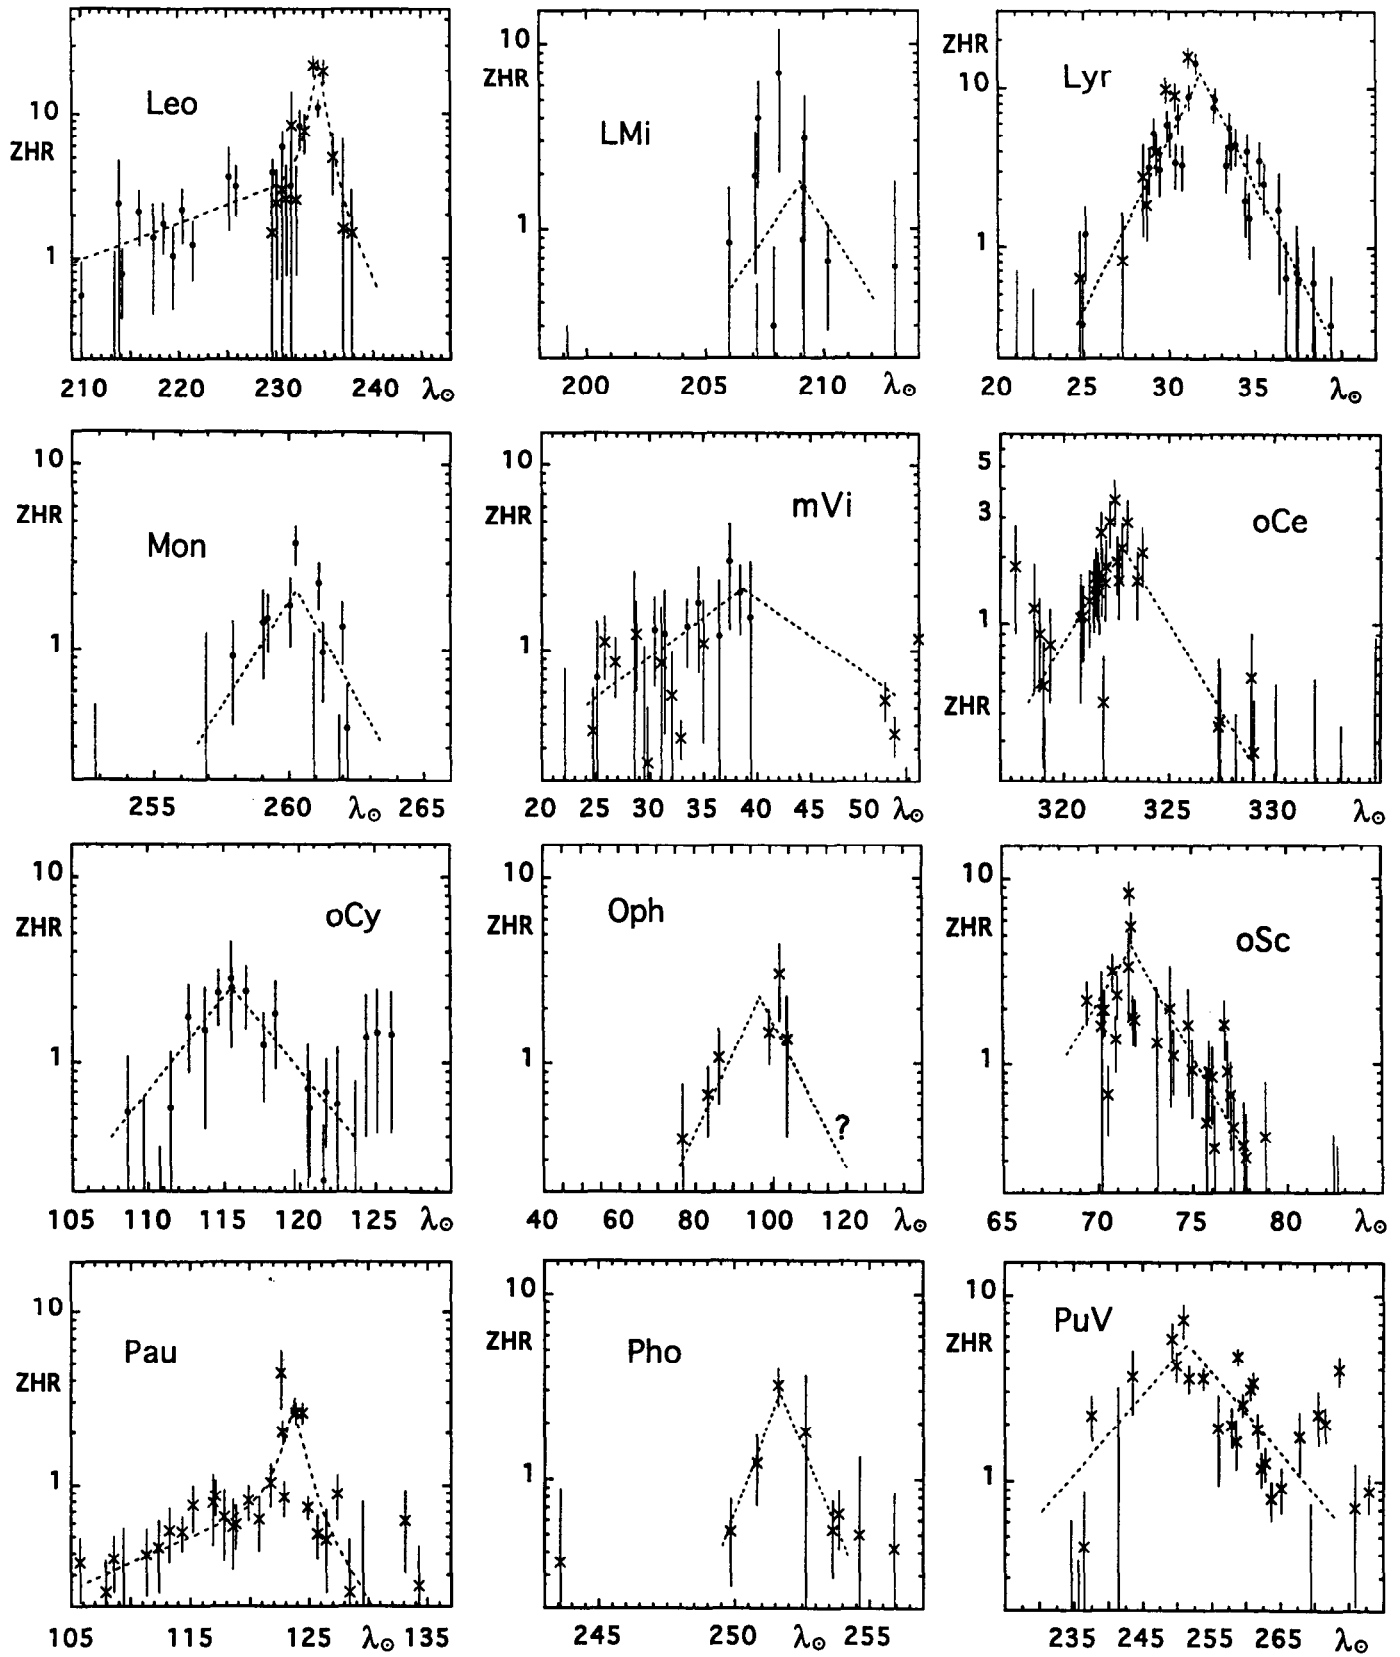 Leo
10
ZHR
1
210 220 230 240 λ⊙
10
ZHR
LMi
1
200 205 210 λ⊙
ZHR
10
Lyr
1
20 25 30 35 λ⊙
10
ZHR
Mon
1
255 260 265 λ⊙
10
ZHR
mVi
1
20 25 30 35 40 45 50 λ⊙
5
3
oCe
1
ZHR
320 325 330 λ⊙
10
ZHR
oCy
1
105 110 115 120 125 λ⊙
10
ZHR
Oph
1
?
40 60 80 100 120 λ⊙
10
ZHR
oSc
1
65 70 75 80 λ⊙
10
Pau
ZHR
1
105 115 125 λ⊙ 135
10
ZHR
Pho
1
245 250 λ⊙ 255
10
PuV
ZHR
1
235 245 255 265 λ⊙